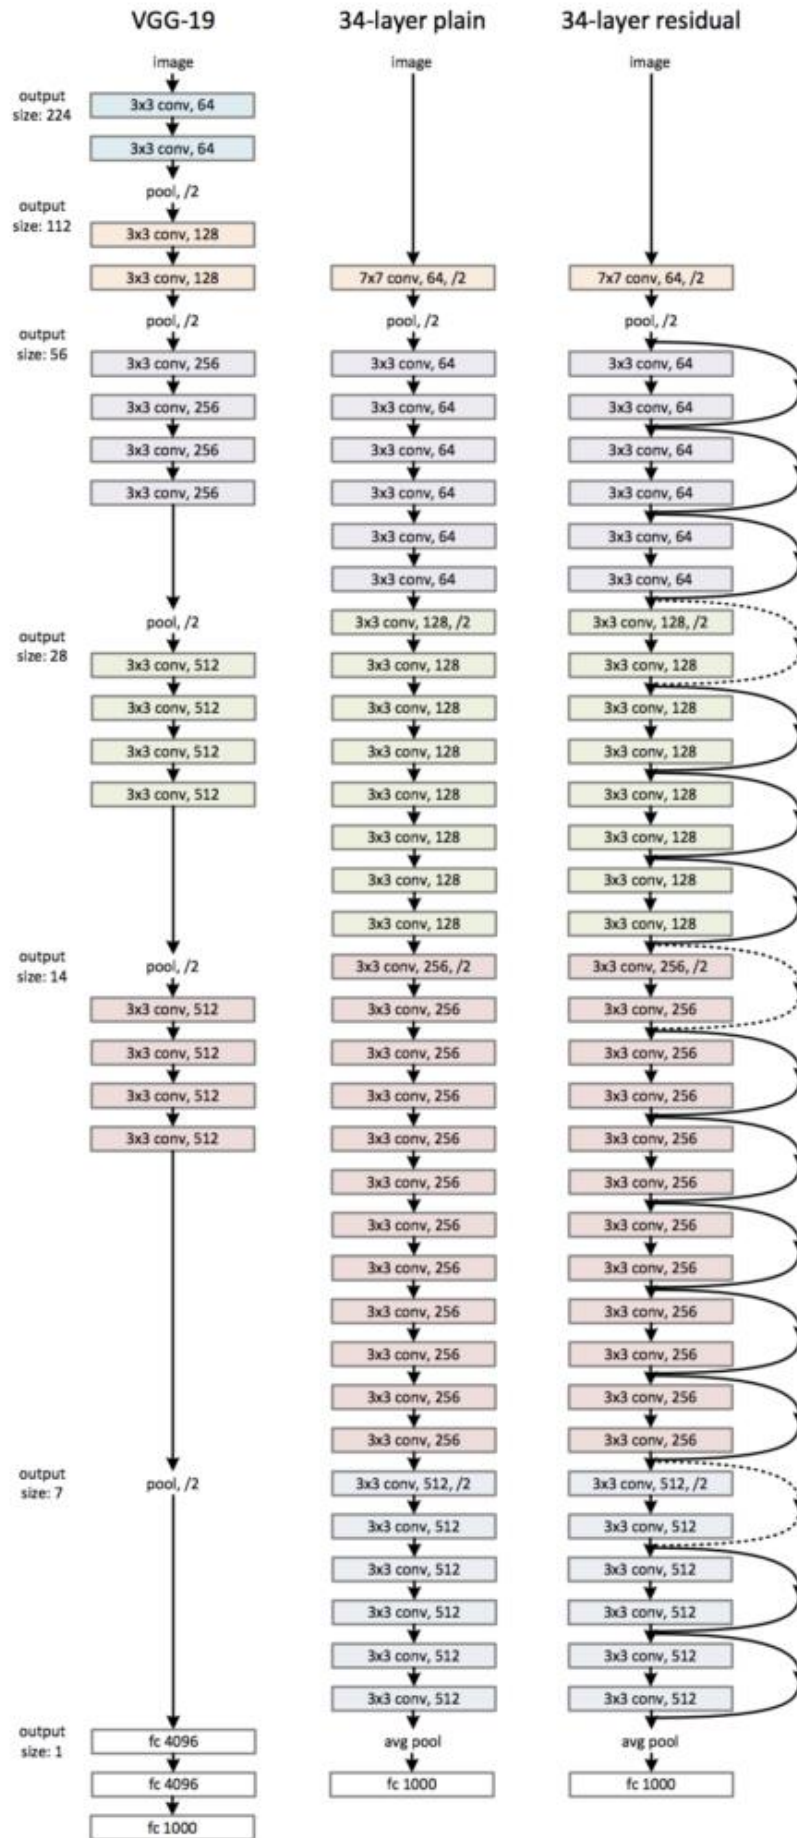 VGG-19
34-layer plain
34-layer residual
output
size: 224
image
3x3 conv, 64
3x3 conv, 64
pool, /2
output
size: 112
3x3 conv, 128
3x3 conv, 128
pool, /2
output
size: 56
3x3 conv, 256
3x3 conv, 256
3x3 conv, 256
3x3 conv, 256
pool, /2
output
size: 28
3x3 conv, 512
3x3 conv, 512
3x3 conv, 512
3x3 conv, 512
pool, /2
output
size: 14
3x3 conv, 512
3x3 conv, 512
3x3 conv, 512
3x3 conv, 512
output
size: 7
pool, /2
output
size: 1
fc 4096
fc 4096
fc 1000
image
7x7 conv, 64, /2
pool, /2
3x3 conv, 64
3x3 conv, 64
3x3 conv, 64
3x3 conv, 64
3x3 conv, 64
3x3 conv, 64
3x3 conv, 128, /2
3x3 conv, 128
3x3 conv, 128
3x3 conv, 128
3x3 conv, 128
3x3 conv, 128
3x3 conv, 128
3x3 conv, 128
3x3 conv, 256, /2
3x3 conv, 256
3x3 conv, 256
3x3 conv, 256
3x3 conv, 256
3x3 conv, 256
3x3 conv, 256
3x3 conv, 256
3x3 conv, 256
3x3 conv, 256
3x3 conv, 256
3x3 conv, 256
3x3 conv, 512, /2
3x3 conv, 512
3x3 conv, 512
3x3 conv, 512
3x3 conv, 512
3x3 conv, 512
avg pool
fc 1000
image
7x7 conv, 64, /2
pool, /2
3x3 conv, 64
3x3 conv, 64
3x3 conv, 64
3x3 conv, 64
3x3 conv, 64
3x3 conv, 64
3x3 conv, 128, /2
3x3 conv, 128
3x3 conv, 128
3x3 conv, 128
3x3 conv, 128
3x3 conv, 128
3x3 conv, 128
3x3 conv, 128
3x3 conv, 256, /2
3x3 conv, 256
3x3 conv, 256
3x3 conv, 256
3x3 conv, 256
3x3 conv, 256
3x3 conv, 256
3x3 conv, 256
3x3 conv, 256
3x3 conv, 256
3x3 conv, 256
3x3 conv, 256
3x3 conv, 512, /2
3x3 conv, 512
3x3 conv, 512
3x3 conv, 512
3x3 conv, 512
3x3 conv, 512
avg pool
fc 1000